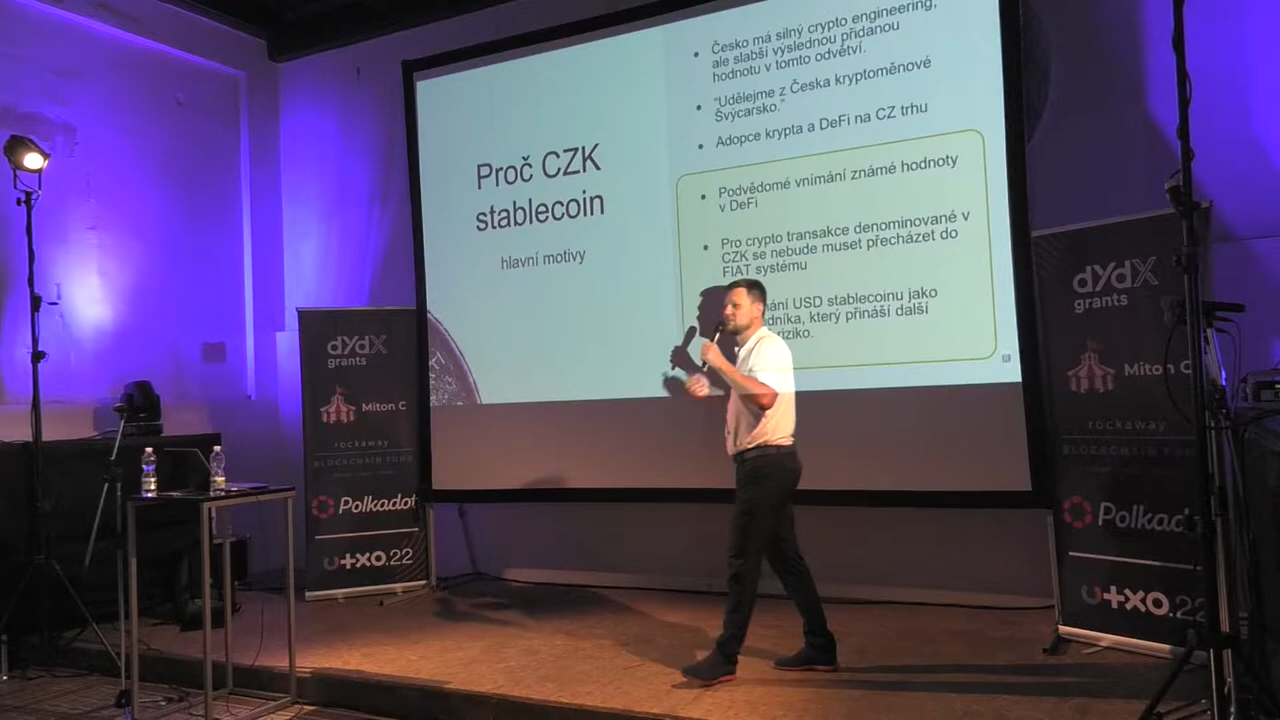 Proč CZK
stablecoin
hlavní motivy
Česko má silný crypto engineering,
ale slabší výslednou přidanou
hodnotu v tomto odvětví.
“Udělejme z Česka kryptoměnové
Švýcarsko.”
Adopce krypta a DeFi na CZ trhu
Podvědomé vnímání známé hodnoty
v DeFi
Pro crypto transakce denominované v
CZK se nebude muset přecházet do
FIAT systému
USD stablecoinu jako
který přináší další
riziko.
dYdX
grants
Miton C
rockaway
BLOCKCHAIN FUND
Polkadot
utxo.22
dYdX
grants
Miton C
rockaway
BLOCKCHAIN
Polkad
utxo.22